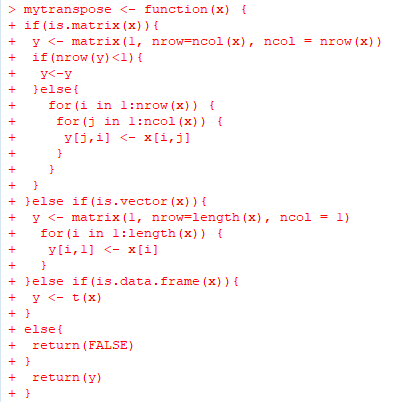 > mytranspose <- function(x) {
+ if(is.matrix(x)){
+  y <- matrix(1, nrow=ncol(x), ncol = nrow(x))
+  if(nrow(y)<1){
+   y<-y
+  }else{
+    for(i in 1:nrow(x)) {
+     for(j in 1:ncol(x)) {
+      y[j,i] <- x[i,j]
+     }
+    }
+  }
+ }else if(is.vector(x)){
+  y <- matrix(1, nrow=length(x), ncol = 1)
+   for(i in 1:length(x)) {
+    y[i,1] <- x[i]
+   }
+ }else if(is.data.frame(x)){
+  y <- t(x)
+ }
+ else{
+  return(FALSE)
+ }
+  return(y)
+ }